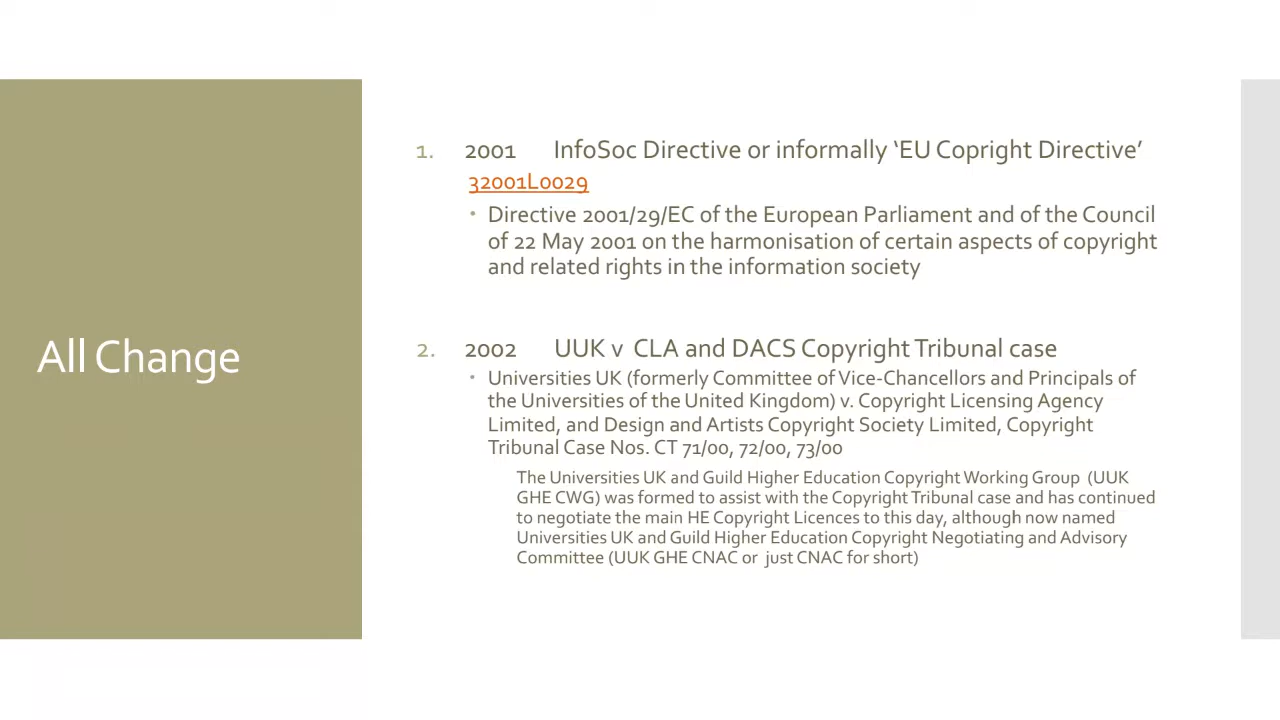 All Change
1. 2001 InfoSoc Directive or informally ‘EU Copright Directive’
32001L0029
• Directive 2001/29/EC of the European Parliament and of the Council
of 22 May 2001 on the harmonisation of certain aspects of copyright
and related rights in the information society
2. 2002 UUK v CLA and DACS Copyright Tribunal case
• Universities UK (formerly Committee of Vice-Chancellors and Principals of
the Universities of the United Kingdom) v. Copyright Licensing Agency
Limited, and Design and Artists Copyright Society Limited, Copyright
Tribunal Case Nos. CT 71/00, 72/00, 73/00
The Universities UK and Guild Higher Education Copyright Working Group (UUK
GHE CWG) was formed to assist with the Copyright Tribunal case and has continued
to negotiate the main HE Copyright Licences to this day, although now named
Universities UK and Guild Higher Education Copyright Negotiating and Advisory
Committee (UUK GHE CNAC or just CNAC for short)